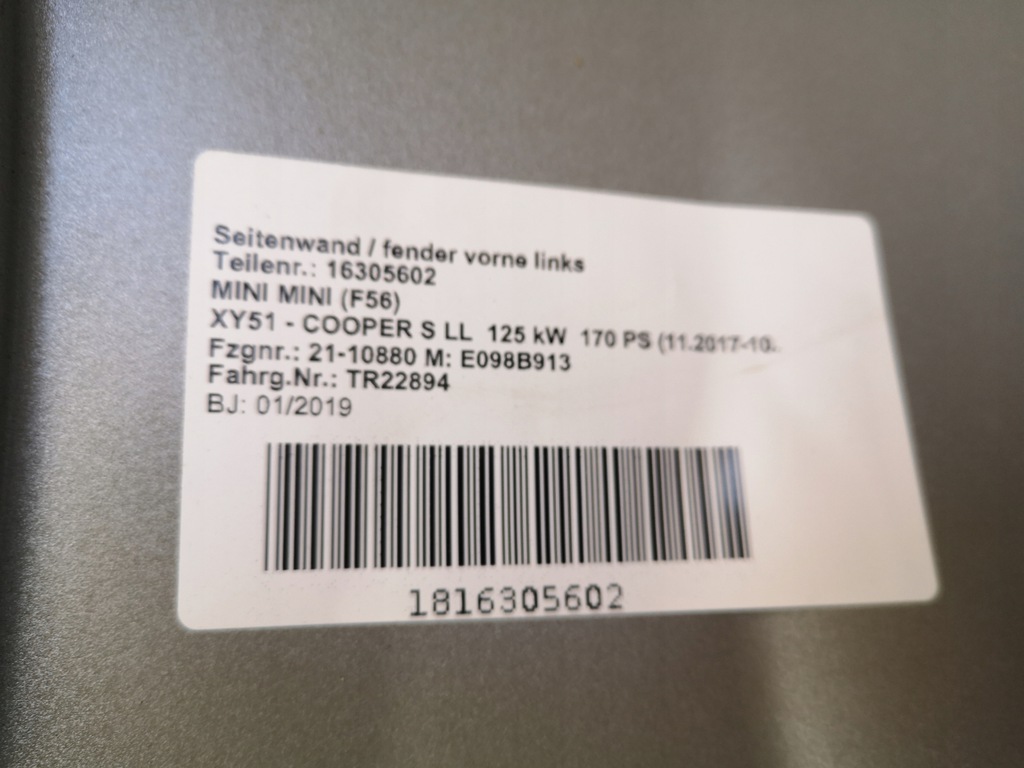 Seitenwand / fender vorne links
Teilenr.: 16305602
MINI MINI (F56)
XY51 - COOPER S LL 125 kW 170 PS (11.2017-10.
Fzgnr.: 21-10880 M: E098B913
Fahrg.Nr.: TR22894
BJ: 01/2019
1816305602